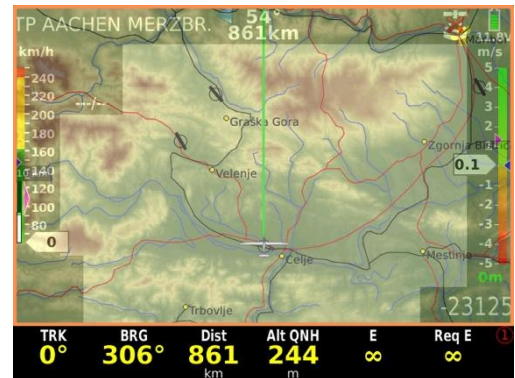 TP AACHEN MERZBR.
54°
861km
11.8V
km/h
m/s
240
220
200
180
160
140
120
100
80
0
5
4
0.1
-1
-2
-3
-4
-5
0m
Graška Gora
Velenje
Celje
Mestinje
Trbovlje
-23125
TRK BRG Dist Alt QNH E Req E
0° 306° 861 244 ∞ ∞
km m
1